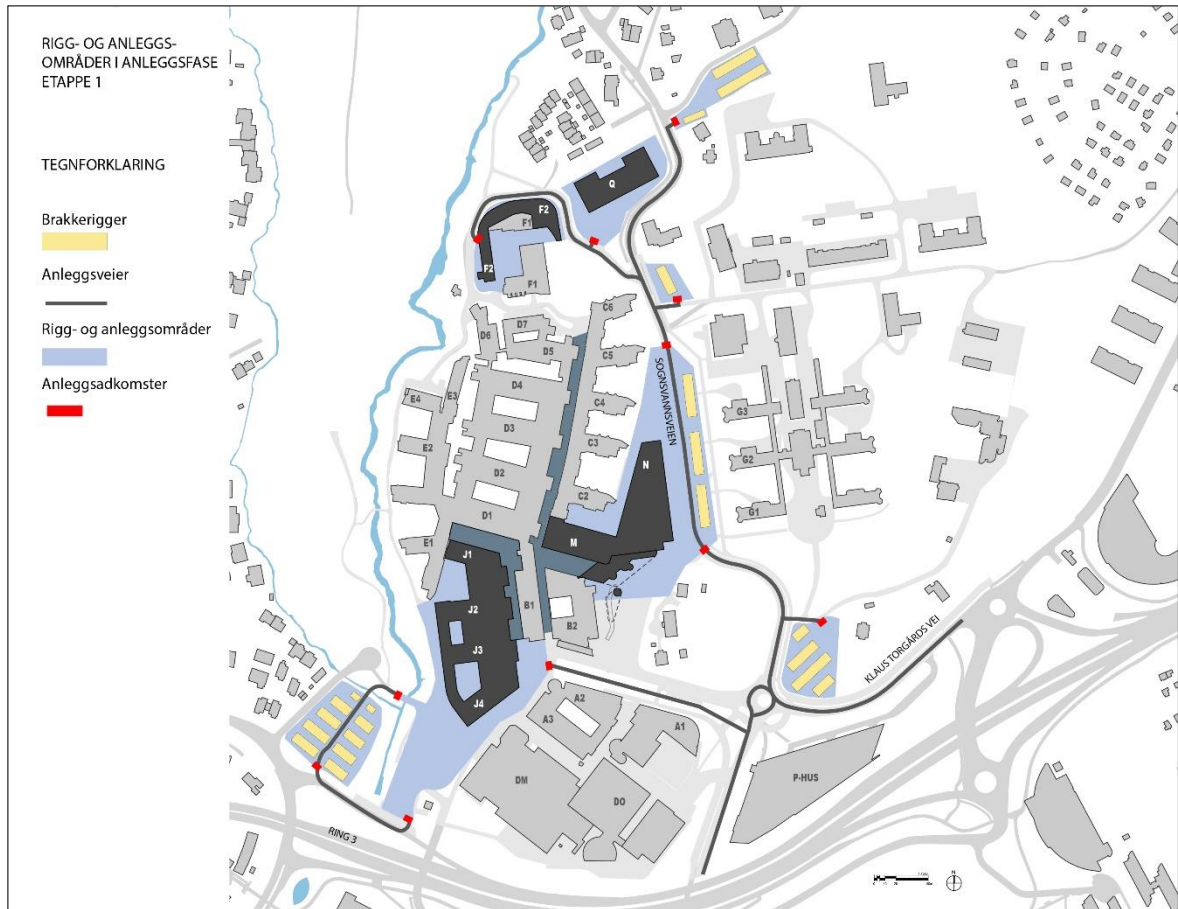 RIGG- OG ANLEGGS-
OMRÅDER I ANLEGGSFASE
ETAPPE 1
TEGNFORKLARING
Brakkerigger
Anleggsveier
Rigg- og anleggsområder
Anleggsadkomster
Q
F2
F1
F2
F1
C6
D7
D6
D5
C5
SOGNSVANNSVEIEN
E3
D4
E4
C4
G3
D3
C3
E2
N
G2
D2
C2
G1
D1
M
E1
J1
B1
J2
B2
J3
KLAUS TORGÅRDS VEI
J4
A2
A3
A1
DM
P-HUS
DO
RING 3
N